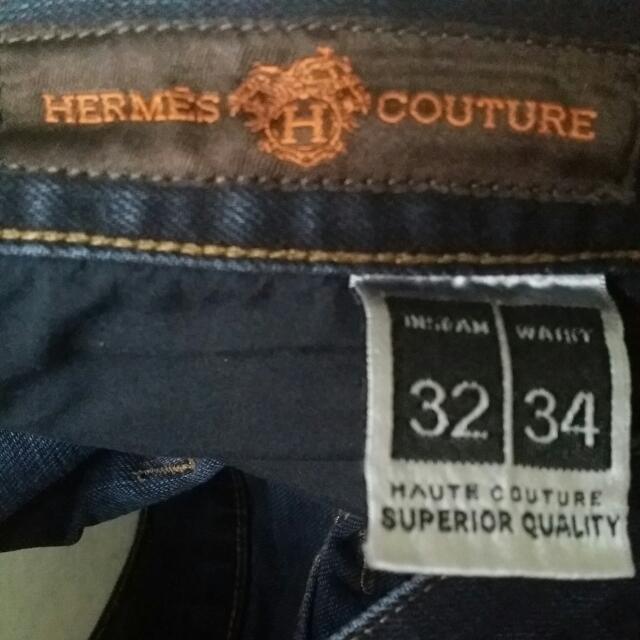 HERMÈS H COUTURE
INSEAM WAIST
32 34
HAUTE COUTURE
SUPERIOR QUALITY